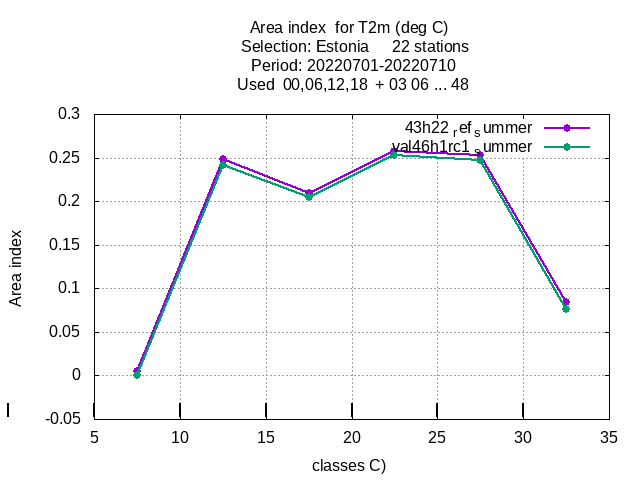 Area index  for T2m (deg C)
Selection: Estonia     22 stations
Period: 20220701-20220710
Used  00,06,12,18  + 03 06 ... 48
43h22 ref summer
val46h1rc1 summer
0.3
0.25
0.2
0.15
0.1
0.05
0
-0.05
Area index
5 10 15 20 25 30 35
classes C)